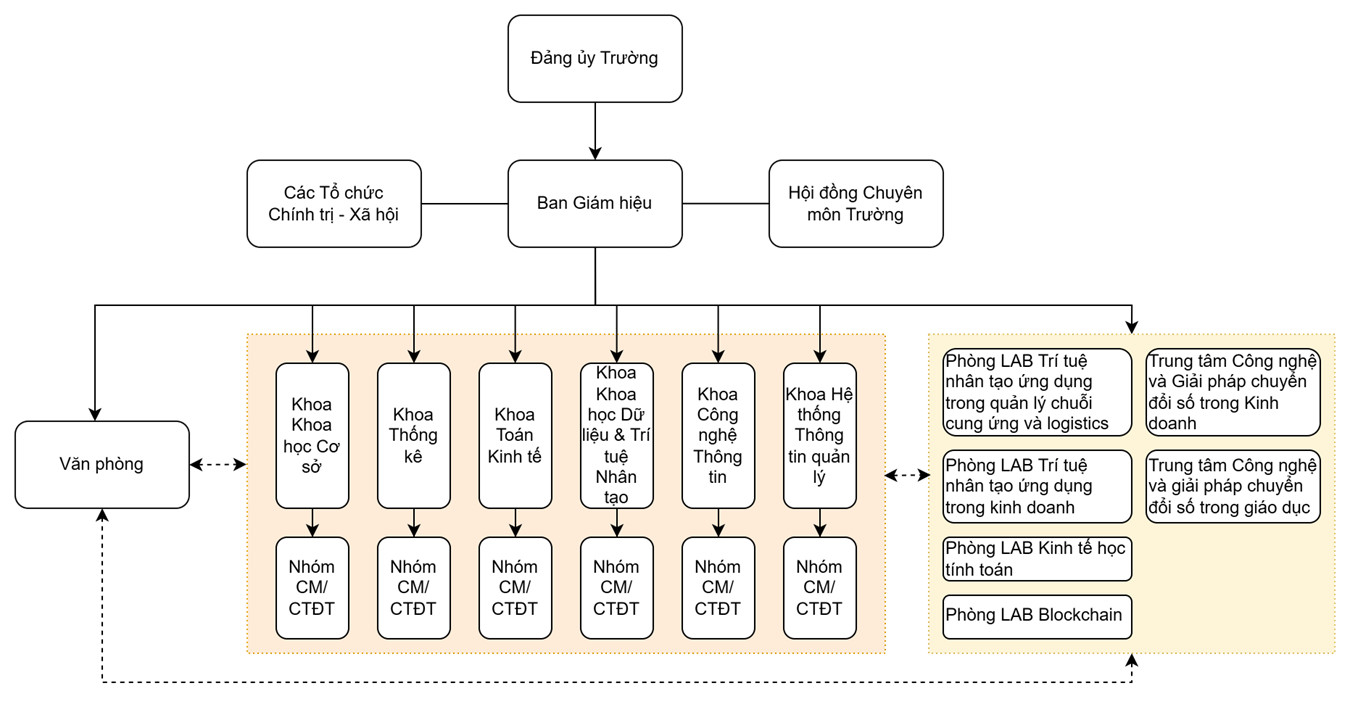 Đảng ủy Trường
Các Tổ chức
Chính trị - Xã hội
Ban Giám hiệu
Hội đồng Chuyên
môn Trường
Văn phòng
Khoa
Khoa
học Cơ
sở
Khoa
Thống
kê
Khoa
Toán
Kinh tế
Khoa
Khoa
học Dữ
liệu & Trí
tuệ
Nhân
tạo
Khoa
Công
nghệ
Thông
tin
Khoa Hệ
thống
Thông
tin quản
lý
Nhóm
CM/
CTĐT
Nhóm
CM/
CTĐT
Nhóm
CM/
CTĐT
Nhóm
CM/
CTĐT
Nhóm
CM/
CTĐT
Nhóm
CM/
CTĐT
Phòng LAB Trí tuệ
nhân tạo ứng dụng
trong quản lý chuỗi
cung ứng và logistics
Trung tâm Công nghệ
và Giải pháp chuyển
đổi số trong Kinh
doanh
Phòng LAB Trí tuệ
nhân tạo ứng dụng
trong kinh doanh
Trung tâm Công nghệ
và giải pháp chuyển
đổi số trong giáo dục
Phòng LAB Kinh tế học
tính toán
Phòng LAB Blockchain